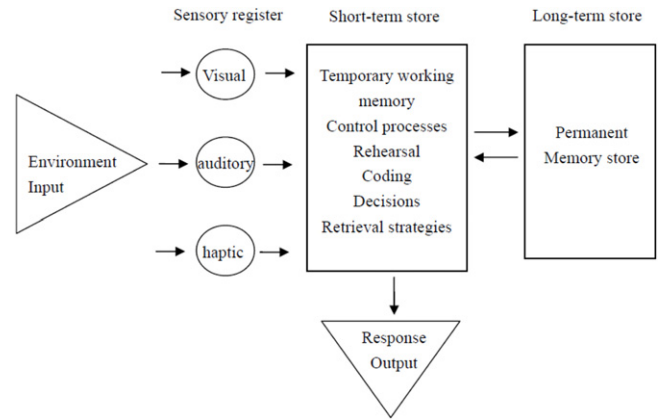 Sensory register
Short-term store
Long-term store
Environment
Input
Visual
auditory
haptic
Temporary working
memory
Control processes
Rehearsal
Coding
Decisions
Retrieval strategies
Permanent
Memory store
Response
Output